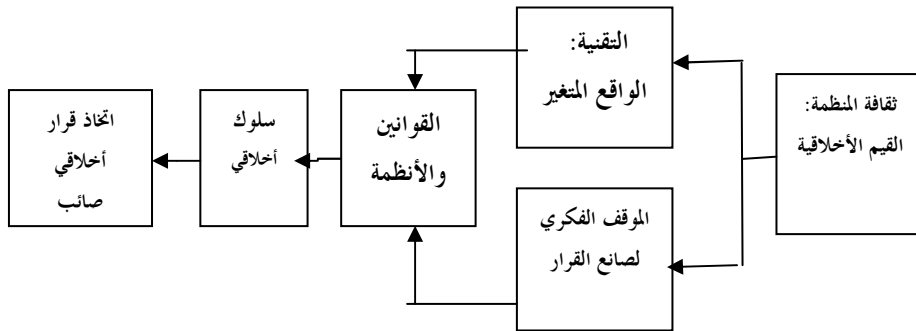 ثقافة المنظمة:
القيم الأخلاقية
التقنية:
الواقع المتغير
الموقف الفكري
لصانع القرار
القوانين
والأنظمة
سلوك
أخلاقي
اتخاذ قرار
أخلاقي
صائب